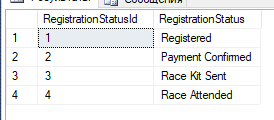 Сообщения
RegistrationStatusId RegistrationStatus
1 1 Registered
2 2 Payment Confirmed
3 3 Race Kit Sent
4 4 Race Attended